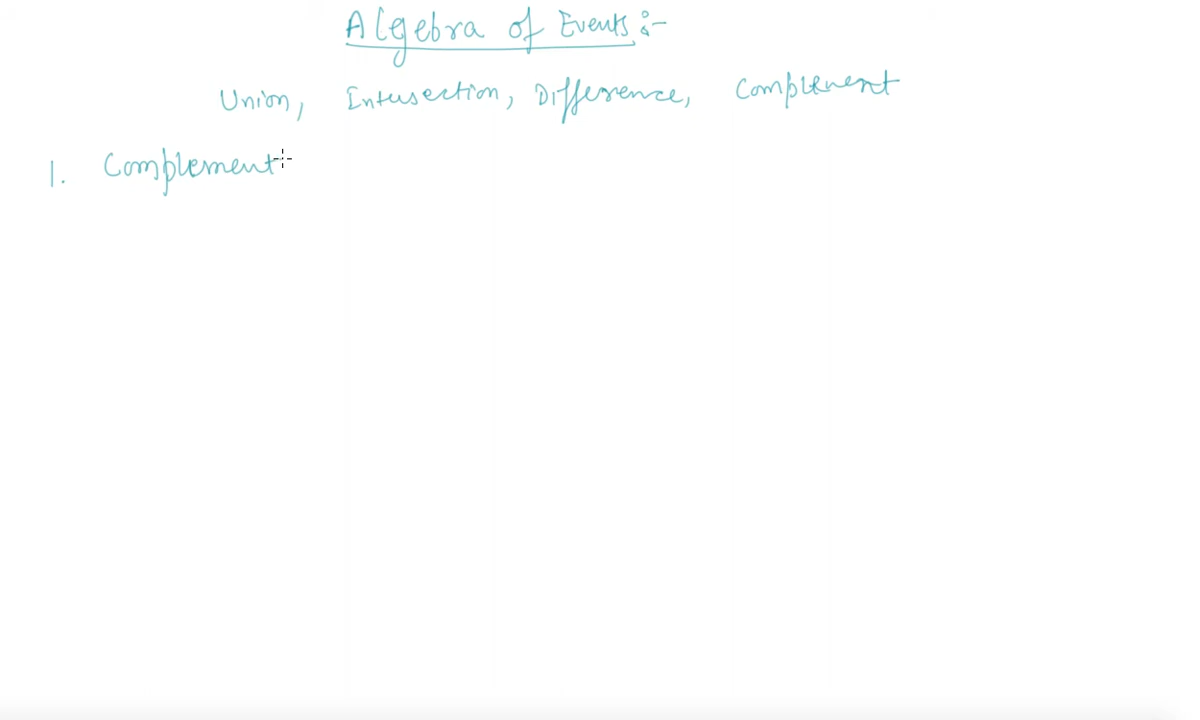 Algebra of Events :-
Union, Intersection, Difference, Complement
1. Complement